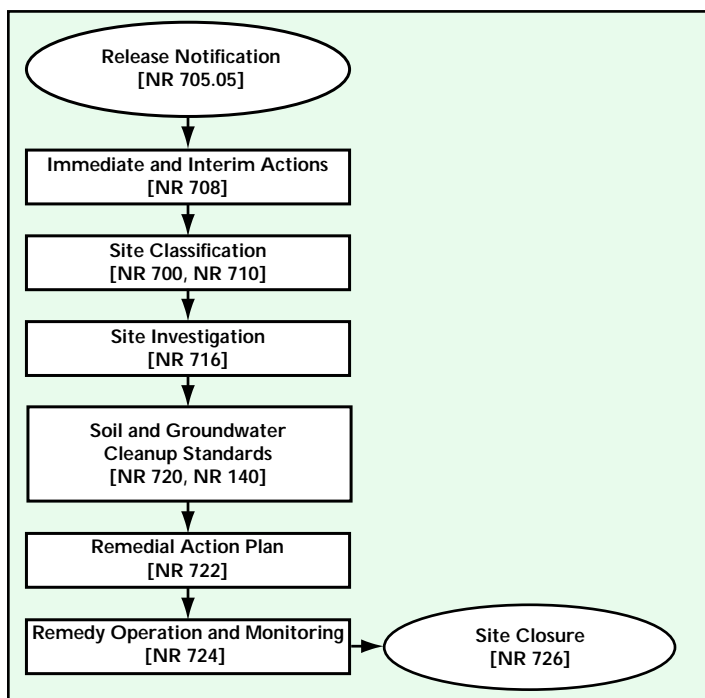 Release Notification
[NR 705.05]
Immediate and Interim Actions
[NR 708]
Site Classification
[NR 700, NR 710]
Site Investigation
[NR 716]
Soil and Groundwater
Cleanup Standards
[NR 720, NR 140]
Remedial Action Plan
[NR 722]
Remedy Operation and Monitoring
[NR 724]
Site Closure
[NR 726]